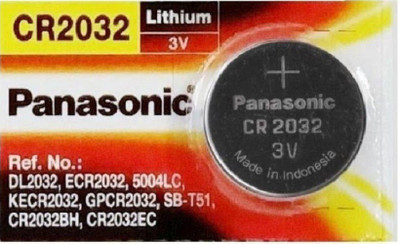 CR2032
Lithium
3V
Panasonic
Ref. No.:
DL2032, ECR2032, 5004LC,
KECR2032, GPCR2032, SB-T51,
CR2032BH, CR2032EC
+
Panasonic
CR 2032
3V
Made in Indonesia